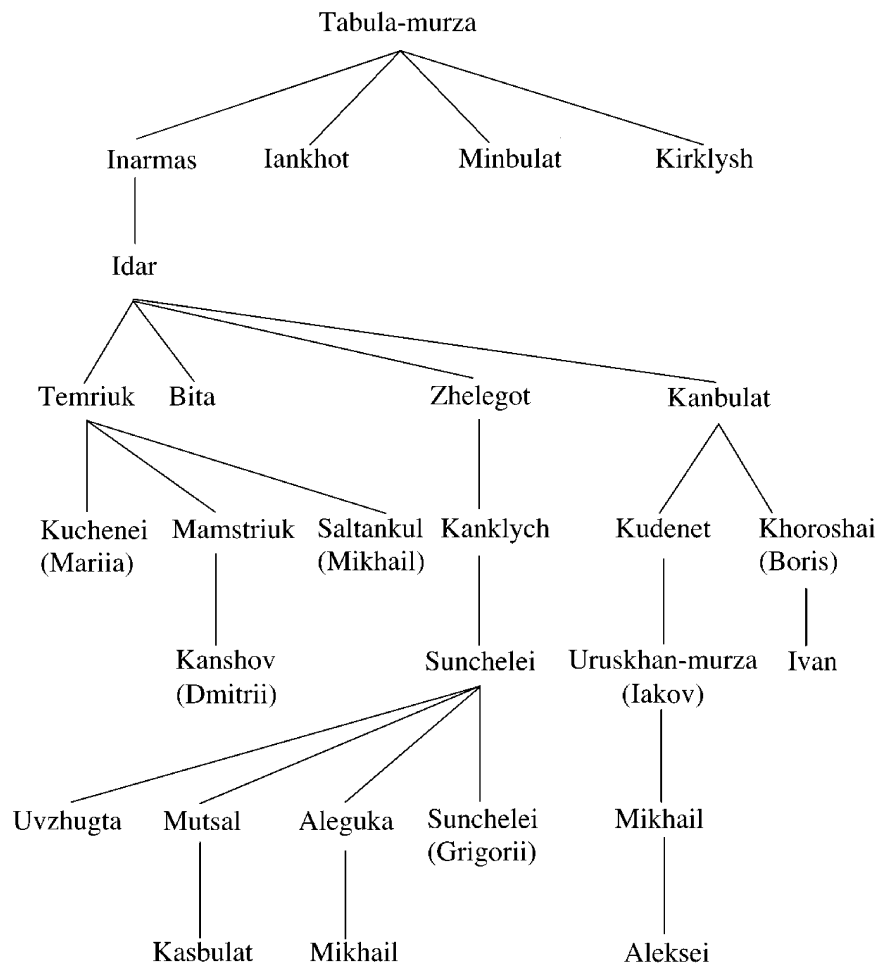 Tabula-murza
Inarmas Iankhot Minbulat Kirklysh
Idar
Temriuk Bita Zhelegot Kanbulat
Kuchenei Mamstriuk Saltankul Kanklych Kudenet Khoroshai
(Mariia) (Mikhail) (Boris)
Kanshov Sunchelei Uruskhan-murza Ivan
(Dmitrii) (Iakov)
Uvzhugta Mutsal Aleguka Sunchelei Mikhail
(Grigorii)
Kasbulat Mikhail Aleksei